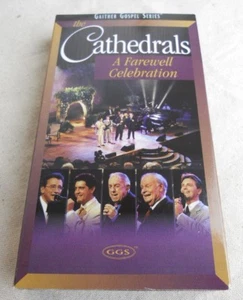 GAITHER GOSPEL SERIES
the
Cathedrals
A Farewell
Celebration
GGS